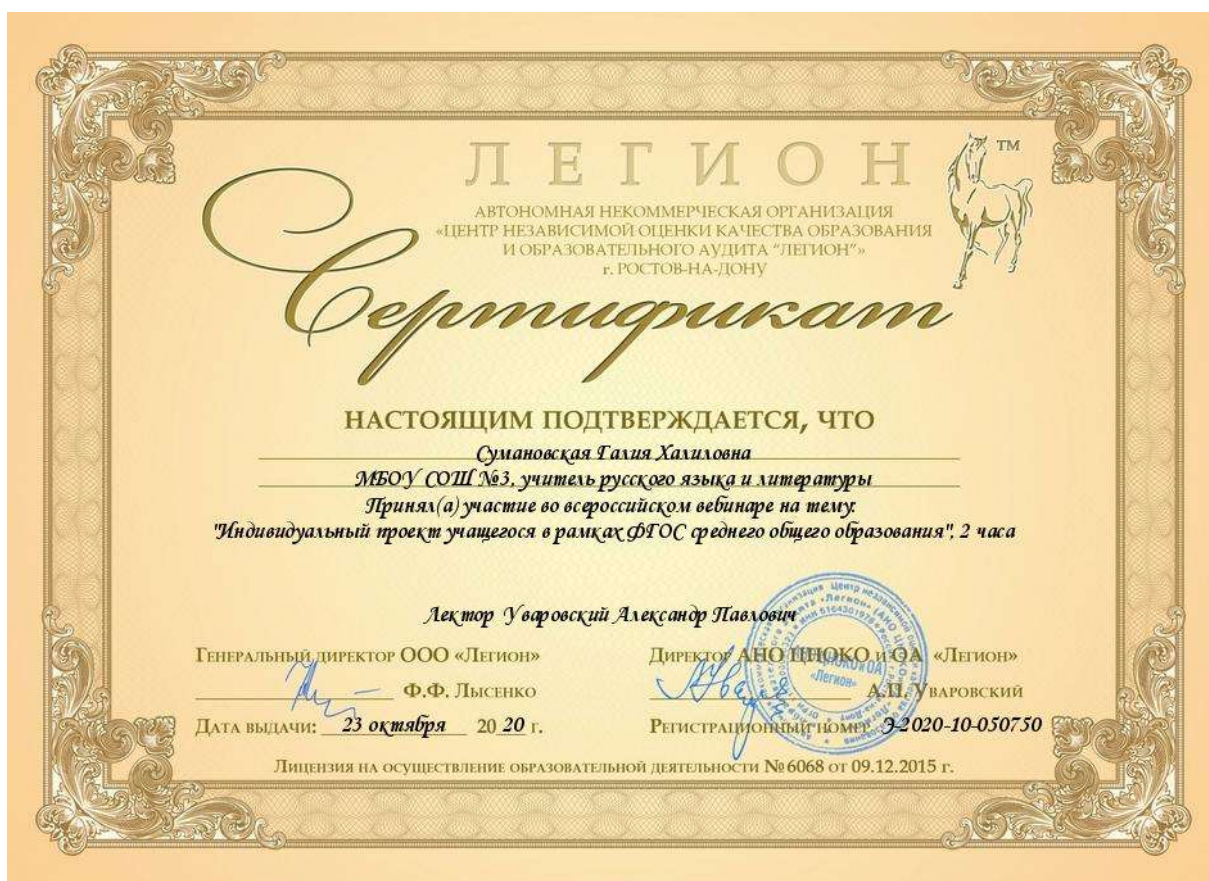 ЛЕГИОН
TM
АВТОНОМНАЯ НЕКОММЕРЧЕСКАЯ ОРГАНИЗАЦИЯ
«ЦЕНТР НЕЗАВИСИМОЙ ОЦЕНКИ КАЧЕСТВА ОБРАЗОВАНИЯ
И ОБРАЗОВАТЕЛЬНОГО АУДИТА "ЛЕГИОН"»
г. РОСТОВ-НА-ДОНУ
Сертификат
НАСТОЯЩИМ ПОДТВЕРЖДАЕТСЯ, ЧТО
Сумановская Галия Халиловна
МБОУ СОШ №3, учитель русского языка и литературы
Принял(а) участие во всероссийском вебинаре на тему:
"Индивидуальный проект учащегося в рамках ФГОС среднего общего образования", 2 часа
Лектор Уваровский Александр Павлович
Генеральный директор ООО «Легион»
Директор АНО ЦНОКО и ОА «Легион»
Ф.Ф. Лысенко
А.П. Уваровский
Дата выдачи: 23 октября 2020 г.
Регистрационный номер Э-2020-10-050750
Лицензия на осуществление образовательной деятельности № 6068 от 09.12.2015 г.